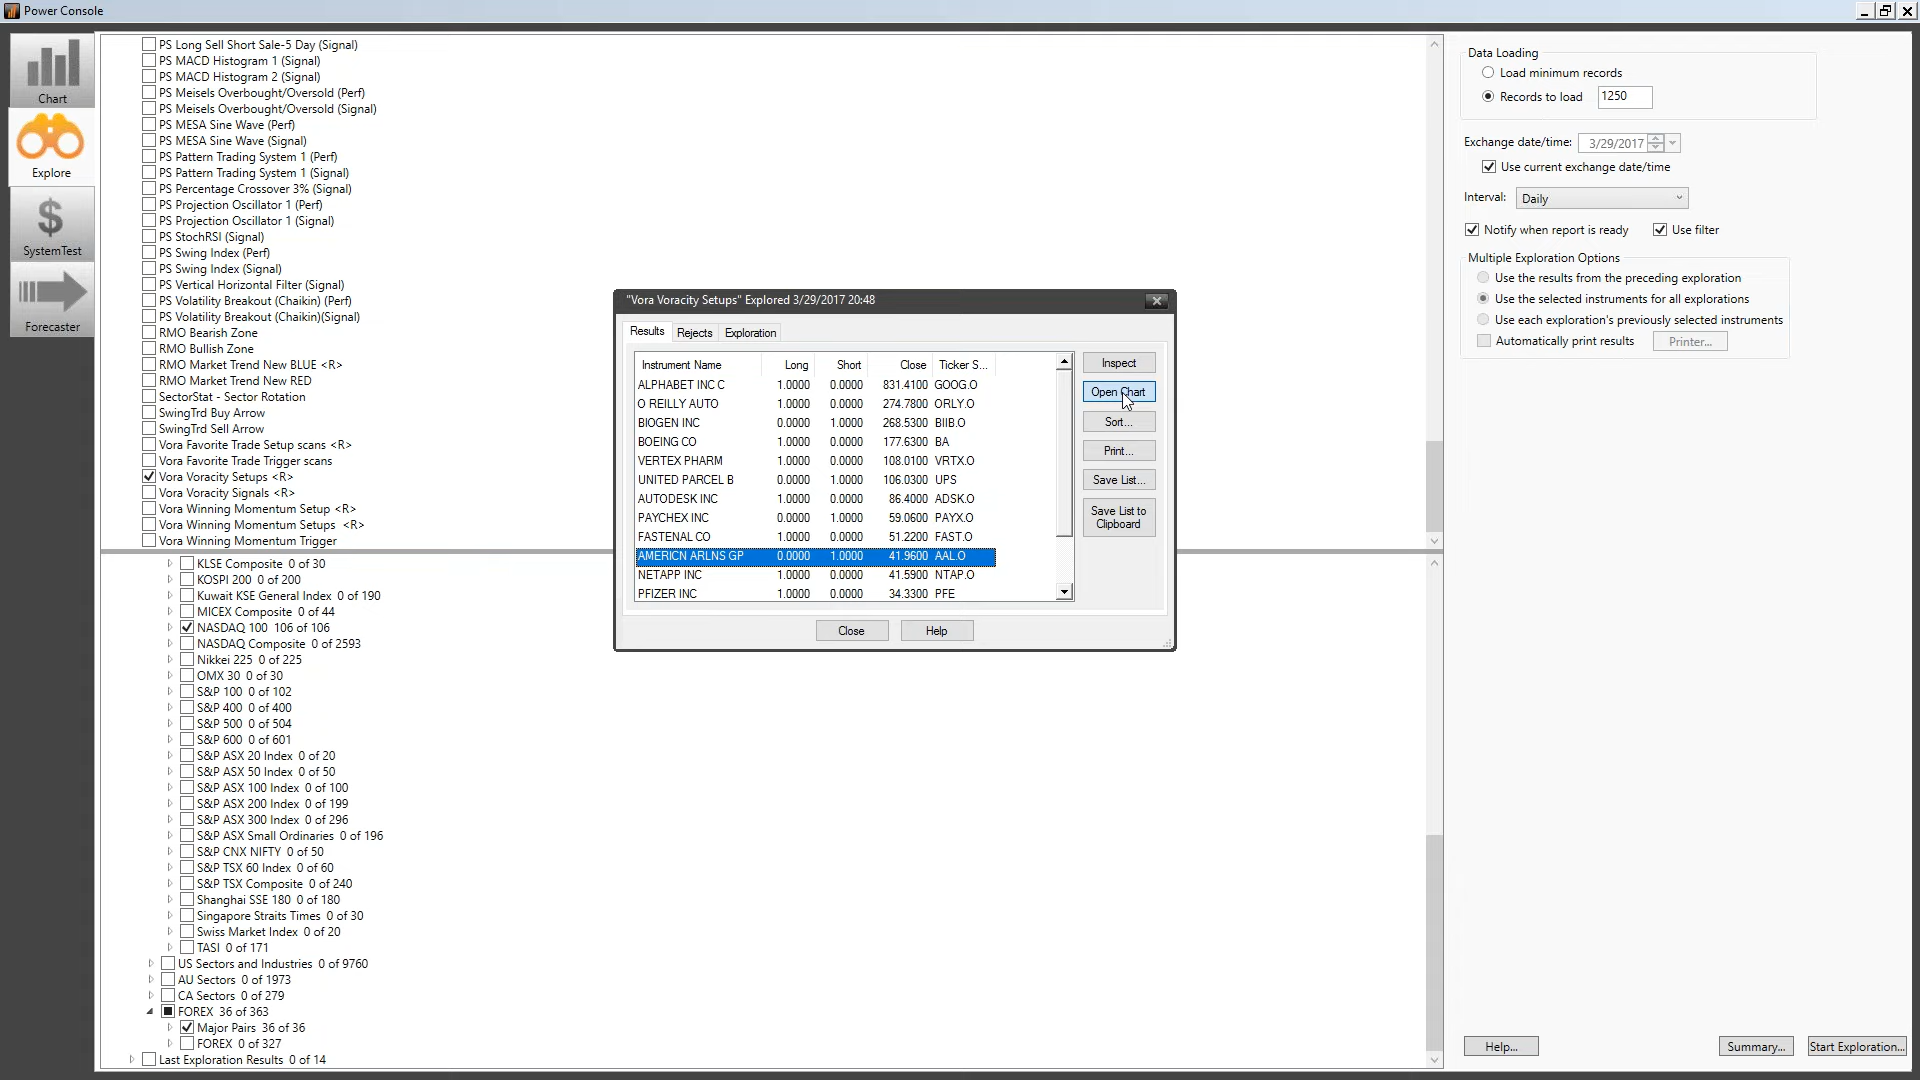 Power Console
Chart
Explore
SystemTest
Forecaster
PS Long Sell Short Sale-5 Day (Signal)
PS MACD Histogram 1 (Signal)
PS MACD Histogram 2 (Signal)
PS Meisels Overbought/Oversold (Perf)
PS Meisels Overbought/Oversold (Signal)
PS MESA Sine Wave (Perf)
PS MESA Sine Wave (Signal)
PS Pattern Trading System 1 (Perf)
PS Pattern Trading System 1 (Signal)
PS Percentage Crossover 3% (Signal)
PS Projection Oscillator 1 (Perf)
PS Projection Oscillator 1 (Signal)
PS StochRSI (Signal)
PS Swing Index (Perf)
PS Swing Index (Signal)
PS Vertical Horizontal Filter (Signal)
PS Volatility Breakout (Chaikin) (Perf)
PS Volatility Breakout (Chaikin)(Signal)
RMO Bearish Zone
RMO Bullish Zone
RMO Market Trend New BLUE <R>
RMO Market Trend New RED
SectorStat - Sector Rotation
SwingTrd Buy Arrow
SwingTrd Sell Arrow
Vora Favorite Trade Setup scans <R>
Vora Favorite Trade Trigger scans
Vora Voracity Setups <R>
Vora Voracity Signals <R>
Vora Winning Momentum Setup <R>
Vora Winning Momentum Setups <R>
Vora Winning Momentum Trigger
KLSE Composite 0 of 30
KOSPI 200 0 of 200
Kuwait KSE General Index 0 of 190
MICEX Composite 0 of 44
NASDAQ 100 106 of 106
NASDAQ Composite 0 of 2593
Nikkei 225 0 of 225
OMX 30 0 of 30
S&P 100 0 of 102
S&P 400 0 of 400
S&P 500 0 of 504
S&P 600 0 of 601
S&P ASX 20 Index 0 of 20
S&P ASX 50 Index 0 of 50
S&P ASX 100 Index 0 of 100
S&P ASX 200 Index 0 of 199
S&P ASX 300 Index 0 of 296
S&P ASX Small Ordinaries 0 of 196
S&P CNX NIFTY 0 of 50
S&P TSX 60 Index 0 of 60
S&P TSX Composite 0 of 240
Shanghai SSE 180 0 of 180
Singapore Straits Times 0 of 30
Swiss Market Index 0 of 20
TASI 0 of 171
US Sectors and Industries 0 of 9760
AU Sectors 0 of 1973
CA Sectors 0 of 279
FOREX 36 of 363
Major Pairs 36 of 36
FOREX 0 of 327
Last Exploration Results 0 of 14
"Vora Voracity Setups" Explored 3/29/2017 20:48
Results Rejects Exploration
Instrument Name Long Short Close Ticker S...
ALPHABET INC C 1.0000 0.0000 831.4100 GOOG.O
O REILLY AUTO 1.0000 0.0000 274.7800 ORLY.O
BIOGEN INC 0.0000 1.0000 268.5300 BIIB.O
BOEING CO 1.0000 0.0000 177.6300 BA
VERTEX PHARM 1.0000 0.0000 108.0100 VRTX.O
UNITED PARCEL B 0.0000 1.0000 106.0300 UPS
AUTODESK INC 1.0000 0.0000 86.4000 ADSK.O
PAYCHEX INC 0.0000 1.0000 59.0600 PAYX.O
FASTENAL CO 1.0000 0.0000 51.2200 FAST.O
AMERICN ARLNS GP 0.0000 1.0000 41.9600 AAL.O
NETAPP INC 1.0000 0.0000 41.5900 NTAP.O
PFIZER INC 1.0000 0.0000 34.3300 PFE
Inspect
Open Chart
Sort...
Print...
Save List...
Save List to
Clipboard
Close Help
Data Loading
Load minimum records
Records to load 1250
Exchange date/time: 3/29/2017
Use current exchange date/time
Interval: Daily
Notify when report is ready Use filter
Multiple Exploration Options
Use the results from the preceding exploration
Use the selected instruments for all explorations
Use each exploration's previously selected instruments
Automatically print results Printer...
Help... Summary... Start Exploration...